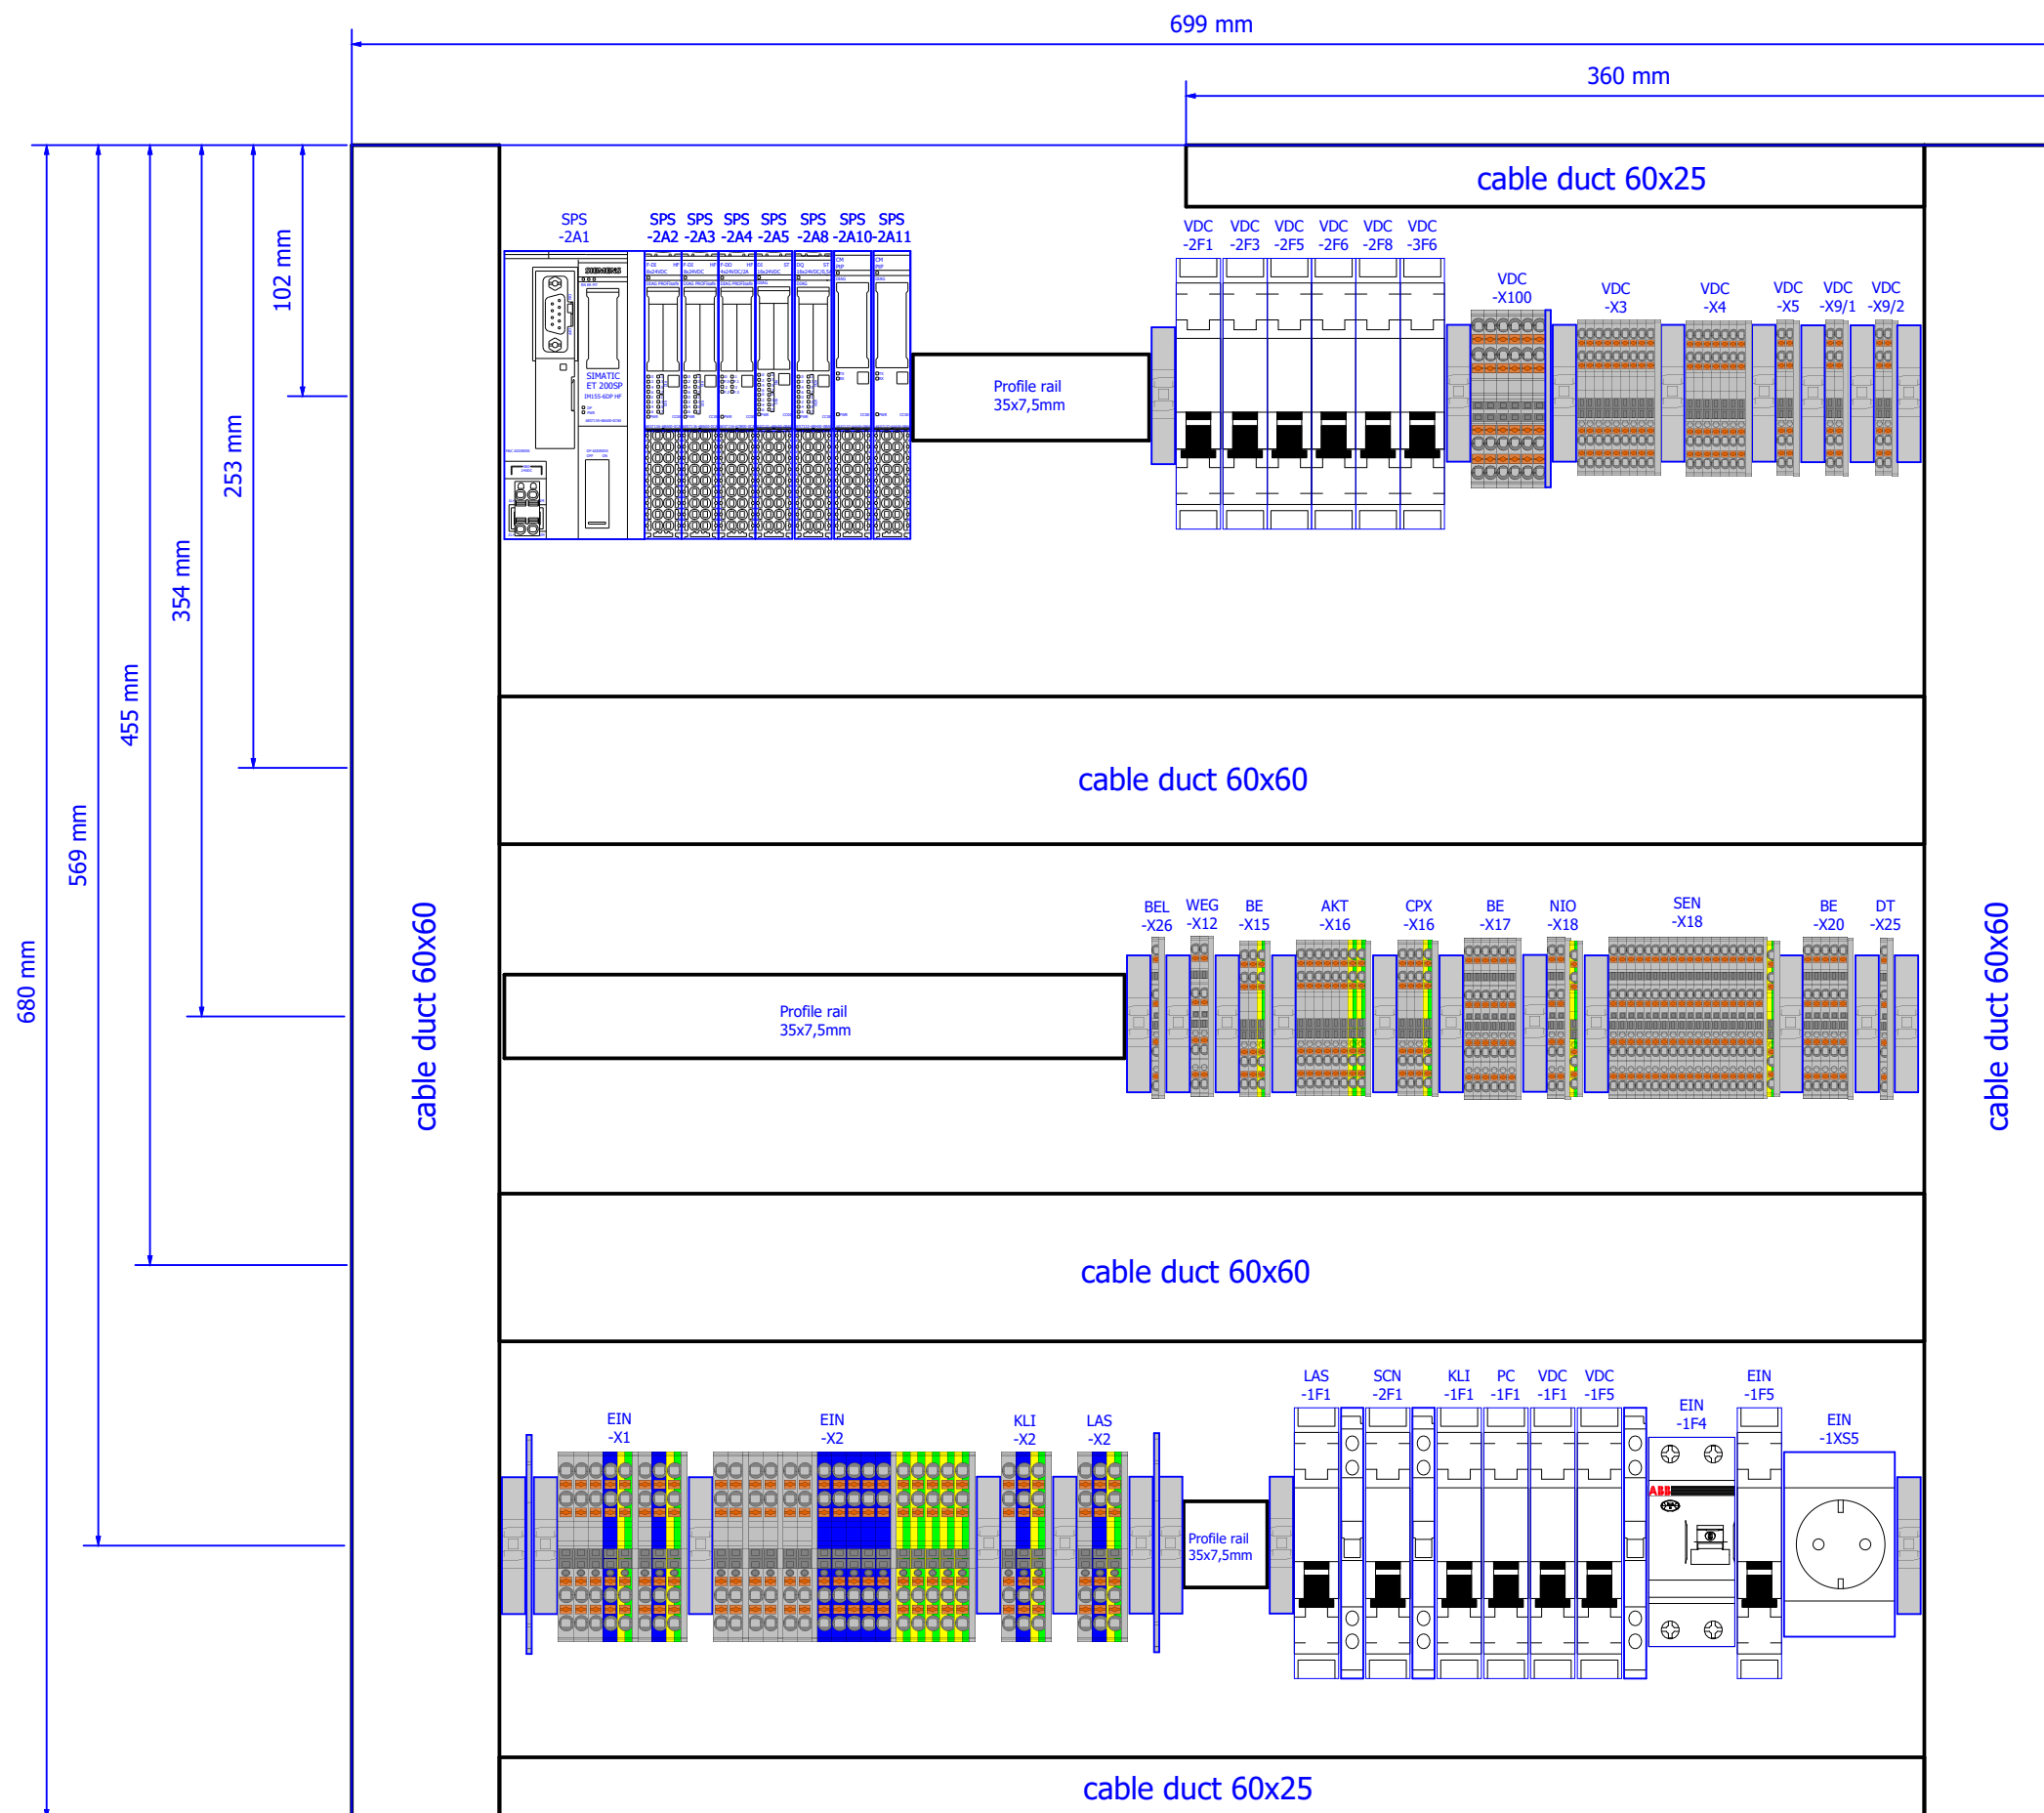 699 mm
360 mm
cable duct 60x25
SPS
-2A1
SPS
-2A2
SPS
-2A3
SPS
-2A4
SPS
-2A5
SPS
-2A8
SPS
-2A10
SPS
-2A11
VDC
-2F1
VDC
-2F3
VDC
-2F5
VDC
-2F6
VDC
-2F8
VDC
-3F6
VDC
-X100
VDC
-X3
VDC
-X4
VDC
-X5
VDC
-X9/1
VDC
-X9/2
SIEMENS
SIMATIC
ET 200SP
IM155-6DP HF
Profile rail
35x7,5mm
102 mm
253 mm
354 mm
455 mm
569 mm
680 mm
cable duct 60x60
cable duct 60x60
cable duct 60x60
BEL
-X26
WEG
-X12
BE
-X15
AKT
-X16
CPX
-X16
BE
-X17
NIO
-X18
SEN
-X18
BE
-X20
DT
-X25
Profile rail
35x7,5mm
cable duct 60x60
EIN
-X1
EIN
-X2
KLI
-X2
LAS
-X2
LAS
-1F1
SCN
-2F1
KLI
-1F1
PC
-1F1
VDC
-1F1
VDC
-1F5
EIN
-1F4
EIN
-1F5
EIN
-1XS5
ABB
Profile rail
35x7,5mm
cable duct 60x25